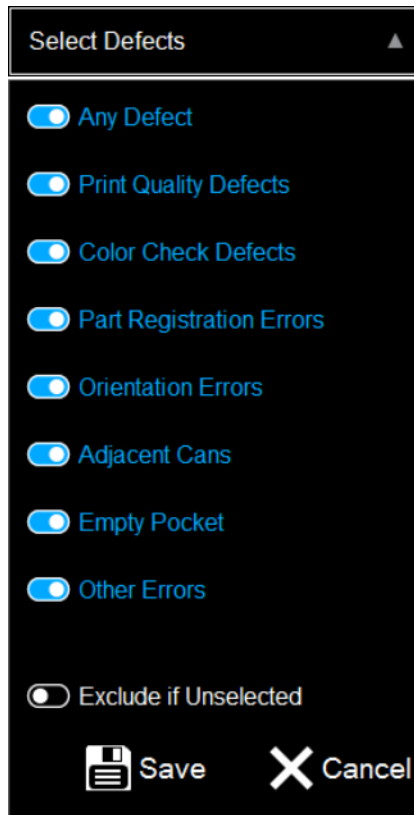 Select Defects
Any Defect
Print Quality Defects
Color Check Defects
Part Registration Errors
Orientation Errors
Adjacent Cans
Empty Pocket
Other Errors
Exclude if Unselected
Save Cancel